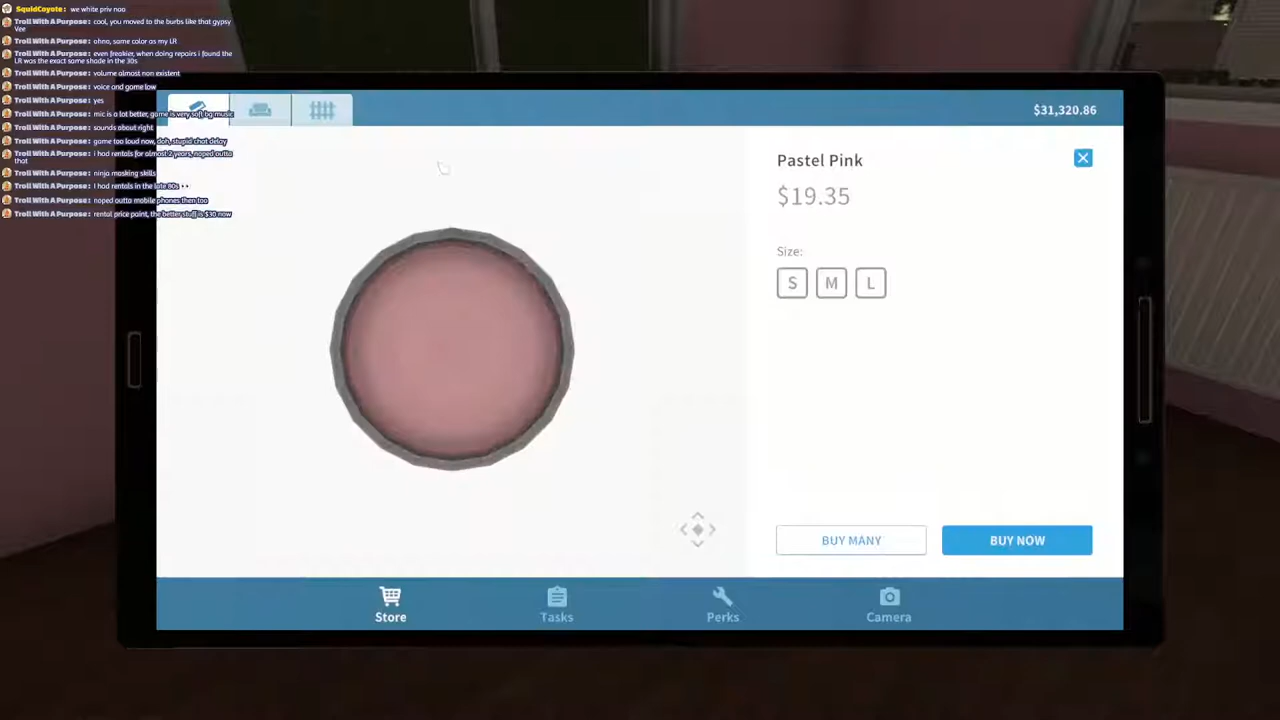 SquidCoyote : we white priv nao
Troll With A Purpose : cool, you moved to the burbs like that gypsy
Vee
Troll With A Purpose : ohno, same color as my LR
Troll With A Purpose : even freakier, when doing repairs i found the
LR was the exact same shade in the 30s
Troll With A Purpose : volume almost non existent
Troll With A Purpose : voice and game low
Troll With A Purpose : yes
Troll With A Purpose : mic is a lot better, game is very soft bg music
Troll With A Purpose : sounds about right
Troll With A Purpose : game too loud now, doh, stupid chat delay
Troll With A Purpose : i had rentals for almost 2 years, noped outta
that
Troll With A Purpose : ninja masking skills
Troll With A Purpose : I had rentals in the late 80s
Troll With A Purpose : noped outta mobile phones then too
Troll With A Purpose : rental price paint, the better stuff is $30 now
$31,320.86
Pastel Pink
$19.35
Size:
S M L
BUY MANY
BUY NOW
Store
Tasks
Perks
Camera